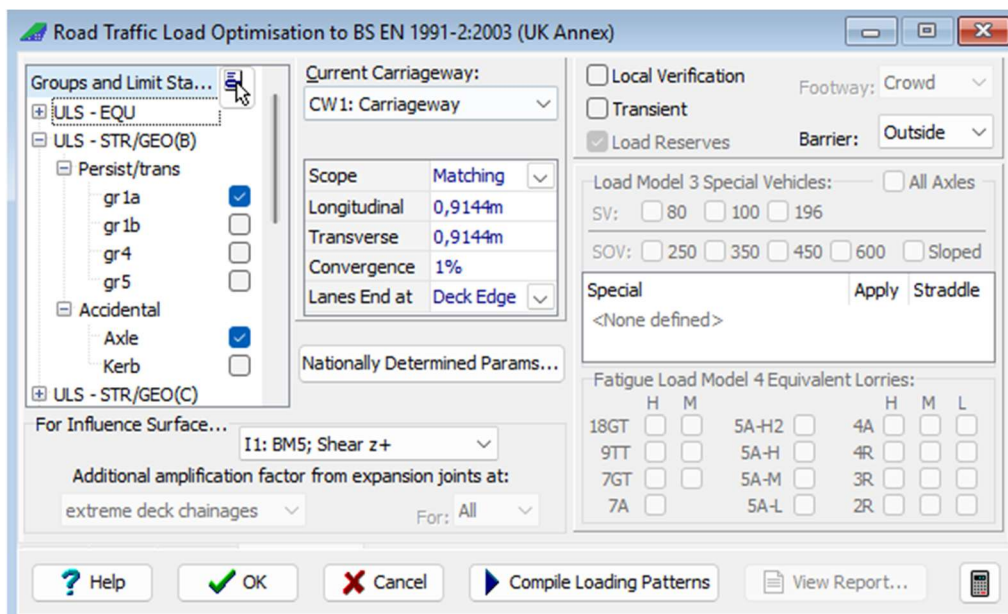 Road Traffic Load Optimisation to BS EN 1991-2:2003 (UK Annex)
Groups and Limit Sta...
ULS - EQU
ULS - STR/GEO(B)
Persist/trans
gr1a
gr1b
gr4
gr5
Accidental
Axle
Kerb
ULS - STR/GEO(C)
Current Carriageway:
CW1: Carriageway
Scope Matching
Longitudinal 0,9144m
Transverse 0,9144m
Convergence 1%
Lanes End at Deck Edge
Nationally Determined Params...
Local Verification
Transient
Load Reserves
Footway: Crowd
Barrier: Outside
Load Model 3 Special Vehicles: All Axles
SV: 80 100 196
SOV: 250 350 450 600 Sloped
Special Apply Straddle
<None defined>
Fatigue Load Model 4 Equivalent Lorries:
H M H M L
18GT 5A-H2 4A
9TT 5A-H 4R
7GT 5A-M 3R
7A 5A-L 2R
For Influence Surface...
I1: BM5; Shear z+
Additional amplification factor from expansion joints at:
extreme deck chainages For: All
? Help OK Cancel Compile Loading Patterns View Report...